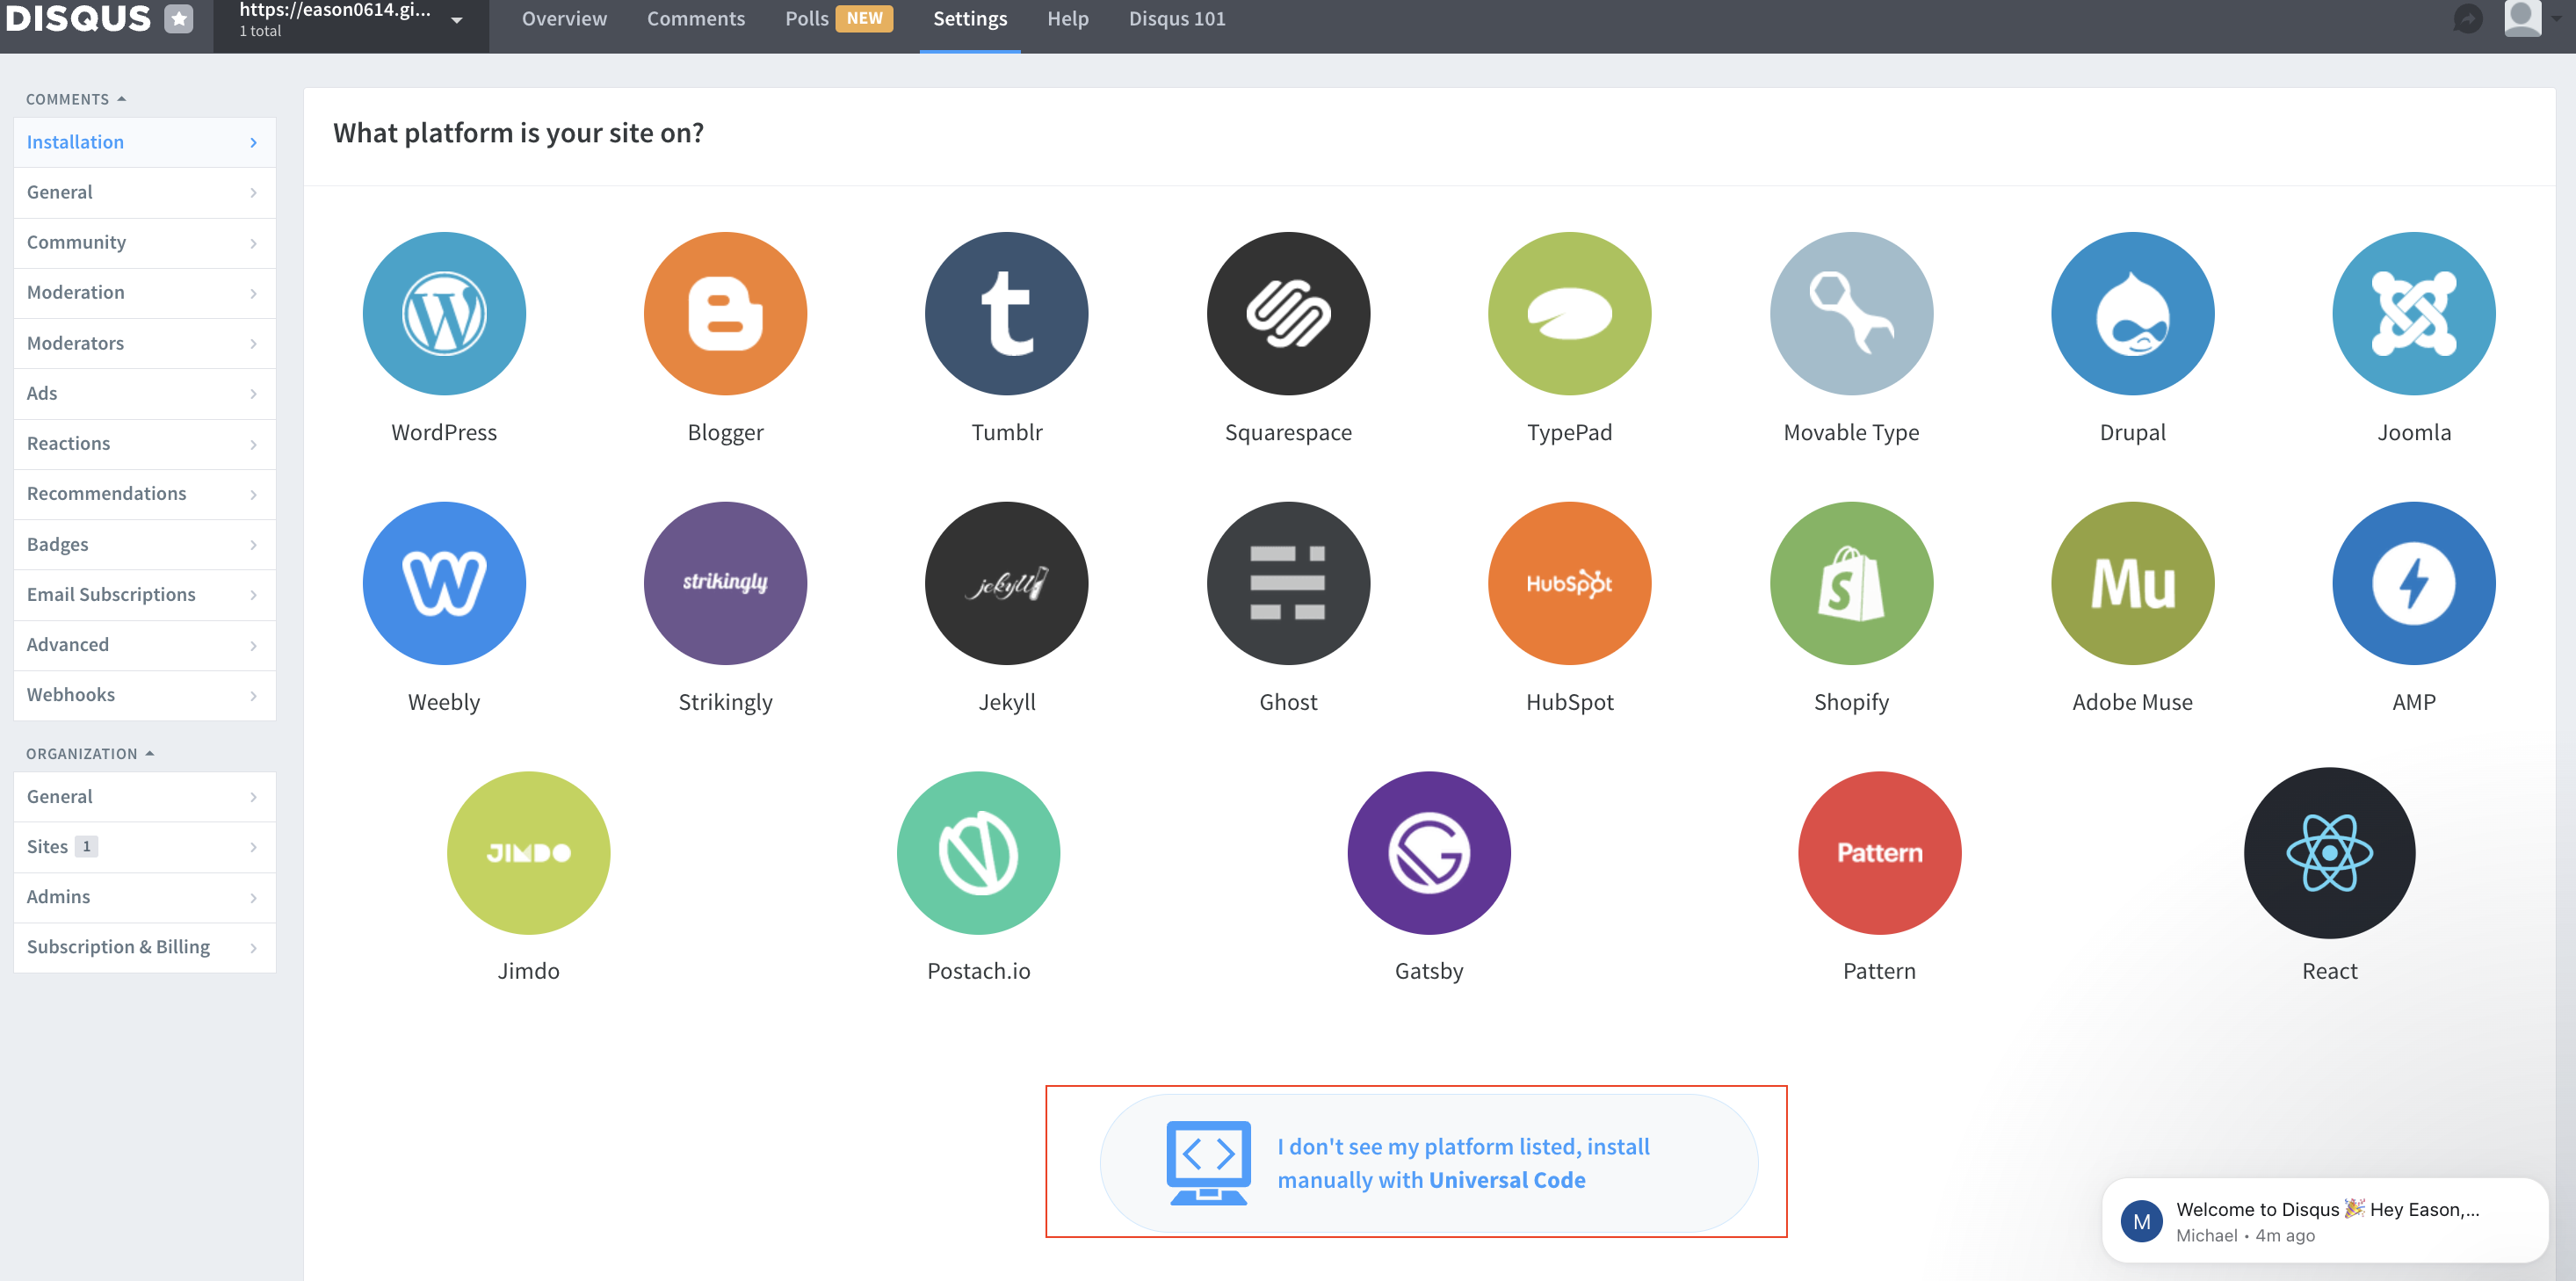 DISQUS
https://eason0614.gi...
1 total
Overview
Comments
Polls NEW
Settings
Help
Disqus 101
COMMENTS
Installation
General
Community
Moderation
Moderators
Ads
Reactions
Recommendations
Badges
Email Subscriptions
Advanced
Webhooks
ORGANIZATION
General
Sites 1
Admins
Subscription & Billing
What platform is your site on?
WordPress
Blogger
Tumblr
Squarespace
TypePad
Movable Type
Drupal
Joomla
strikingly
jekyll
HubSpot
Mu
Weebly
Strikingly
Jekyll
Ghost
HubSpot
Shopify
Adobe Muse
AMP
JIMDO
Pattern
Jimdo
Postach.io
Gatsby
Pattern
React
I don't see my platform listed, install
manually with Universal Code
M
Welcome to Disqus 🎉 Hey Eason,...
Michael • 4m ago